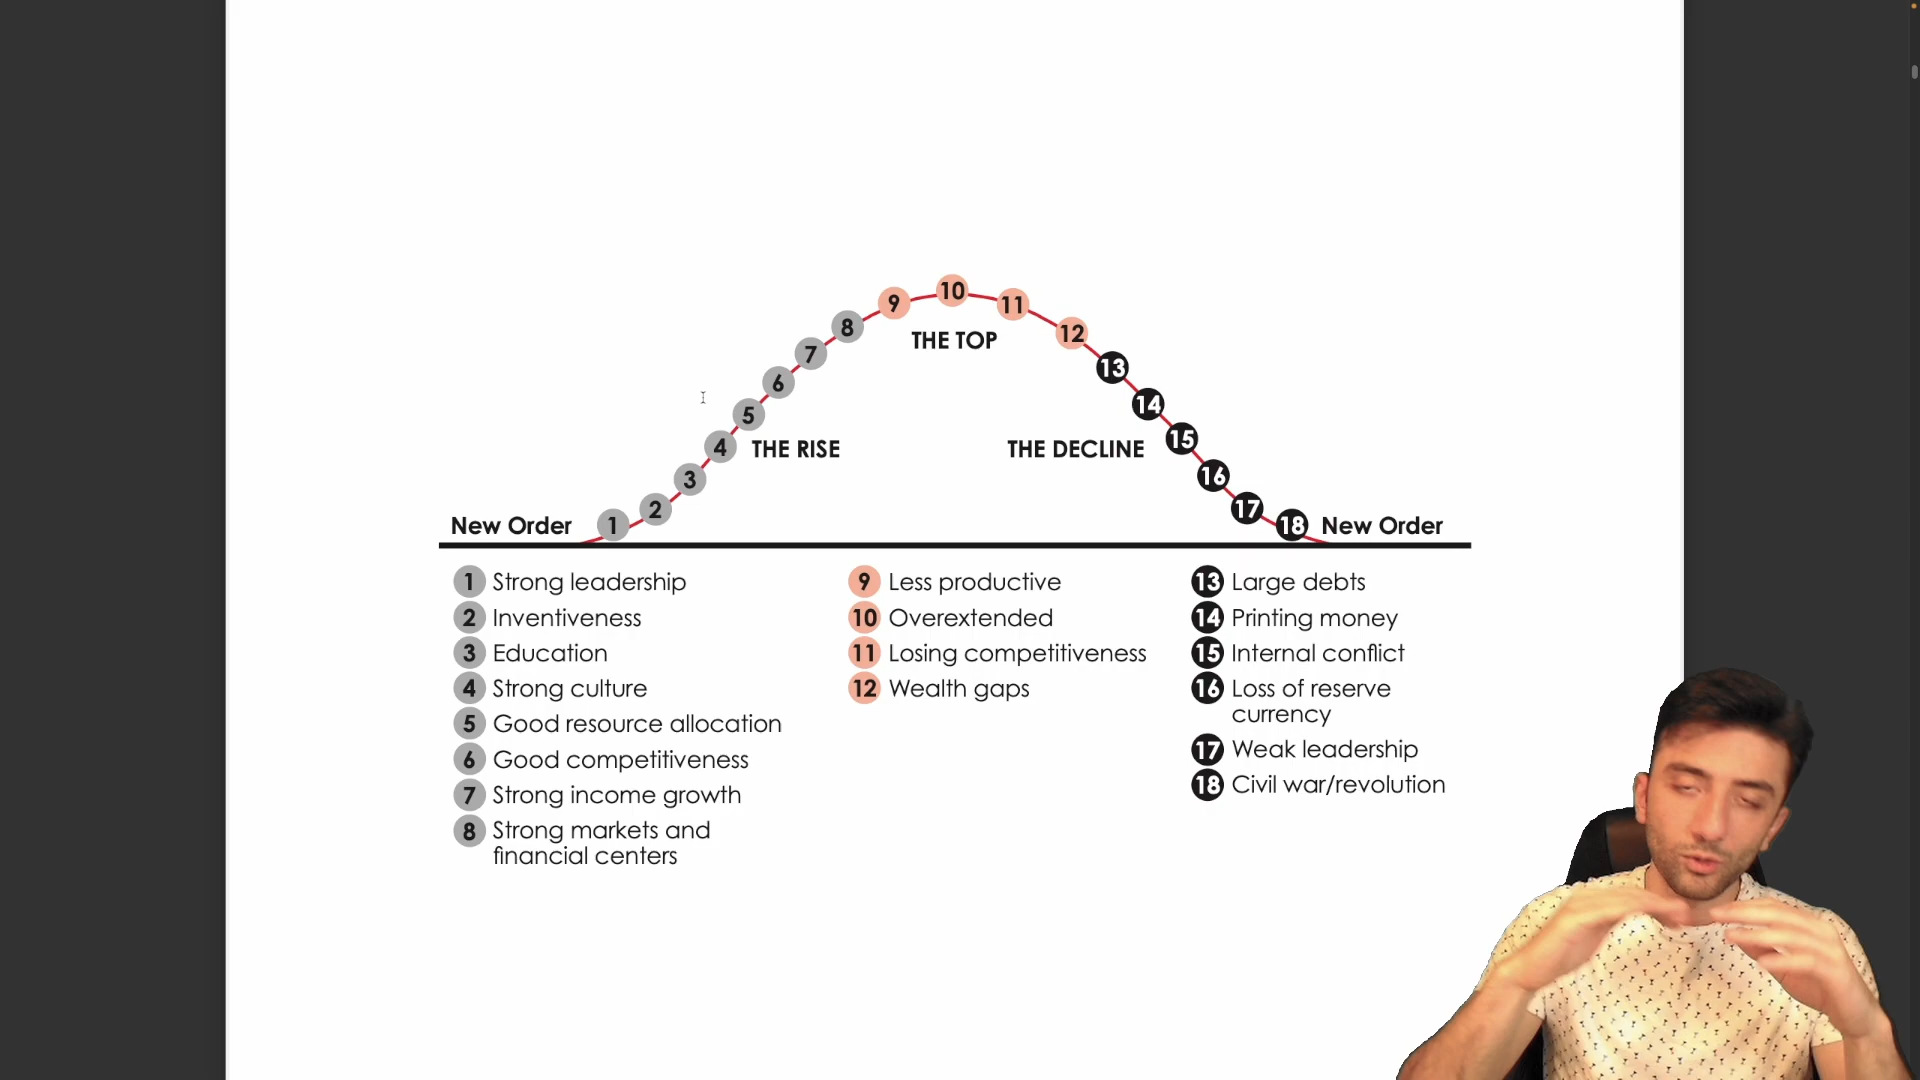 9
10
11
8
12
THE TOP
7
13
6
14
5
15
4
THE RISE
THE DECLINE
3
16
2
17
New Order
1
18
New Order
1 Strong leadership
2 Inventiveness
3 Education
4 Strong culture
5 Good resource allocation
6 Good competitiveness
7 Strong income growth
8 Strong markets and
financial centers
9 Less productive
10 Overextended
11 Losing competitiveness
12 Wealth gaps
13 Large debts
14 Printing money
15 Internal conflict
16 Loss of reserve
currency
17 Weak leadership
18 Civil war/revolution